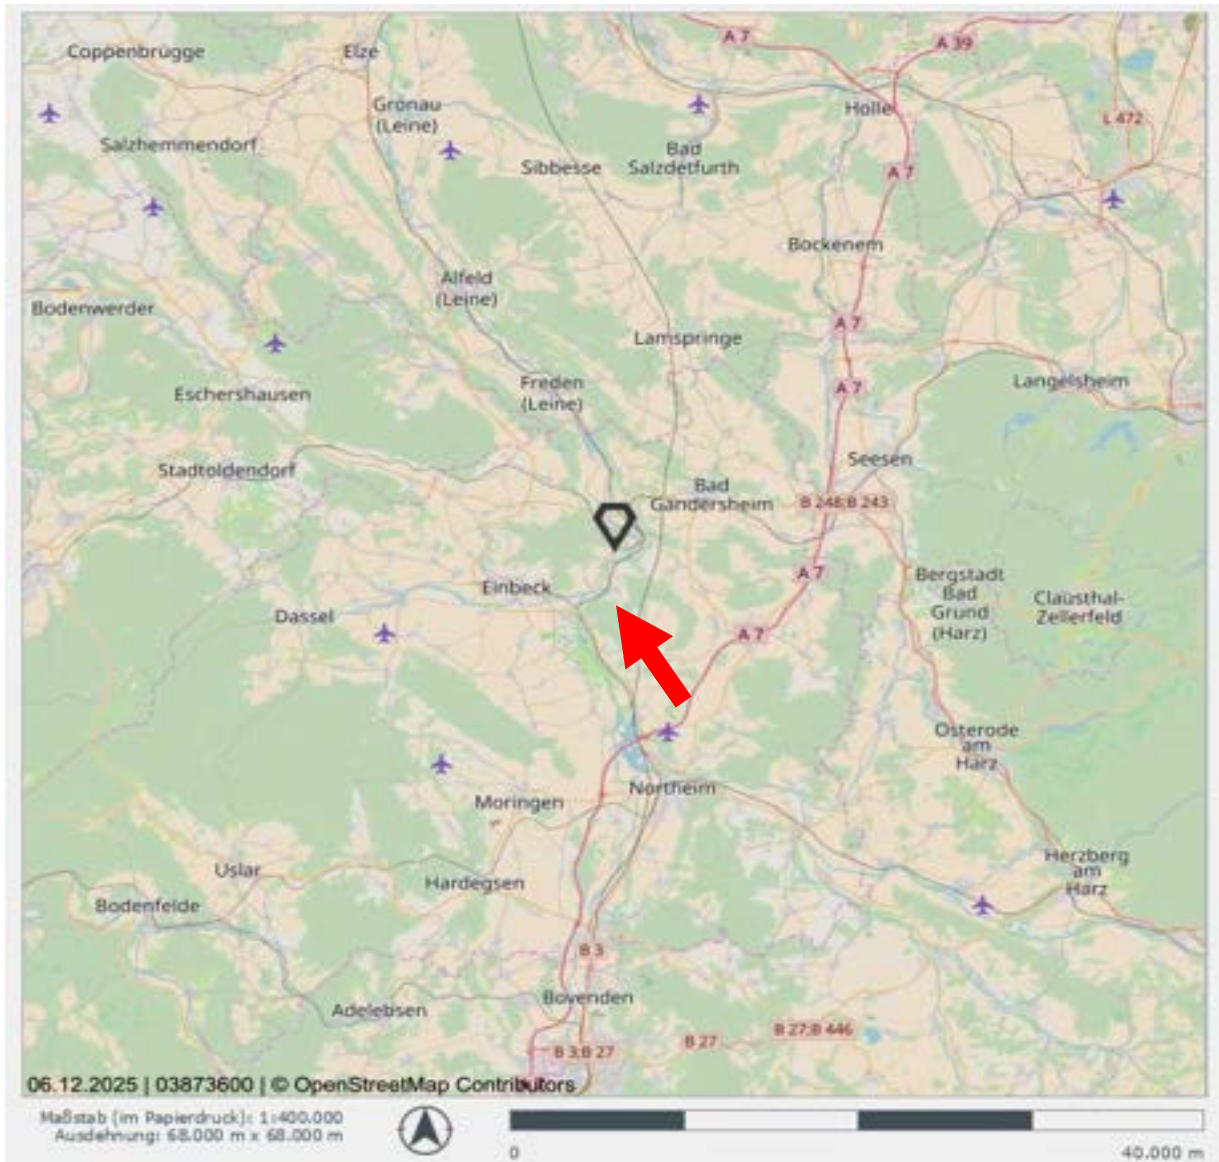 A 7
A 39
Coppenbrügge
Elze
Gronau
(Leine)
Holle
L 472
Salzhemmendorf
Sibbesse
Bad
Salzdetfurth
A 7
Bockenem
Alfeld
(Leine)
Bodenwerder
A 7
Lamspringe
Freden
(Leine)
A 7
Langelsheim
Eschershausen
Seesen
Stadtoldendorf
Bad
Gandersheim
B 248;B 243
A 7
Einbeck
Bergstadt
Bad
Grund
(Harz)
Clausthal-
Zellerfeld
Dassel
A 7
Osterode
am
Harz
Northeim
Moringen
Uslar
Hardegsen
Herzberg
am
Harz
Bodenfelde
B 3
Bovenden
Adelebsen
B 27;B 446
B 27
B 3;B 27
06.12.2025 | 03873600 | © OpenStreetMap Contributors
Maßstab (im Papierdruck): 1:400.000
Ausdehnung: 68.000 m x 68.000 m
0
40.000 m